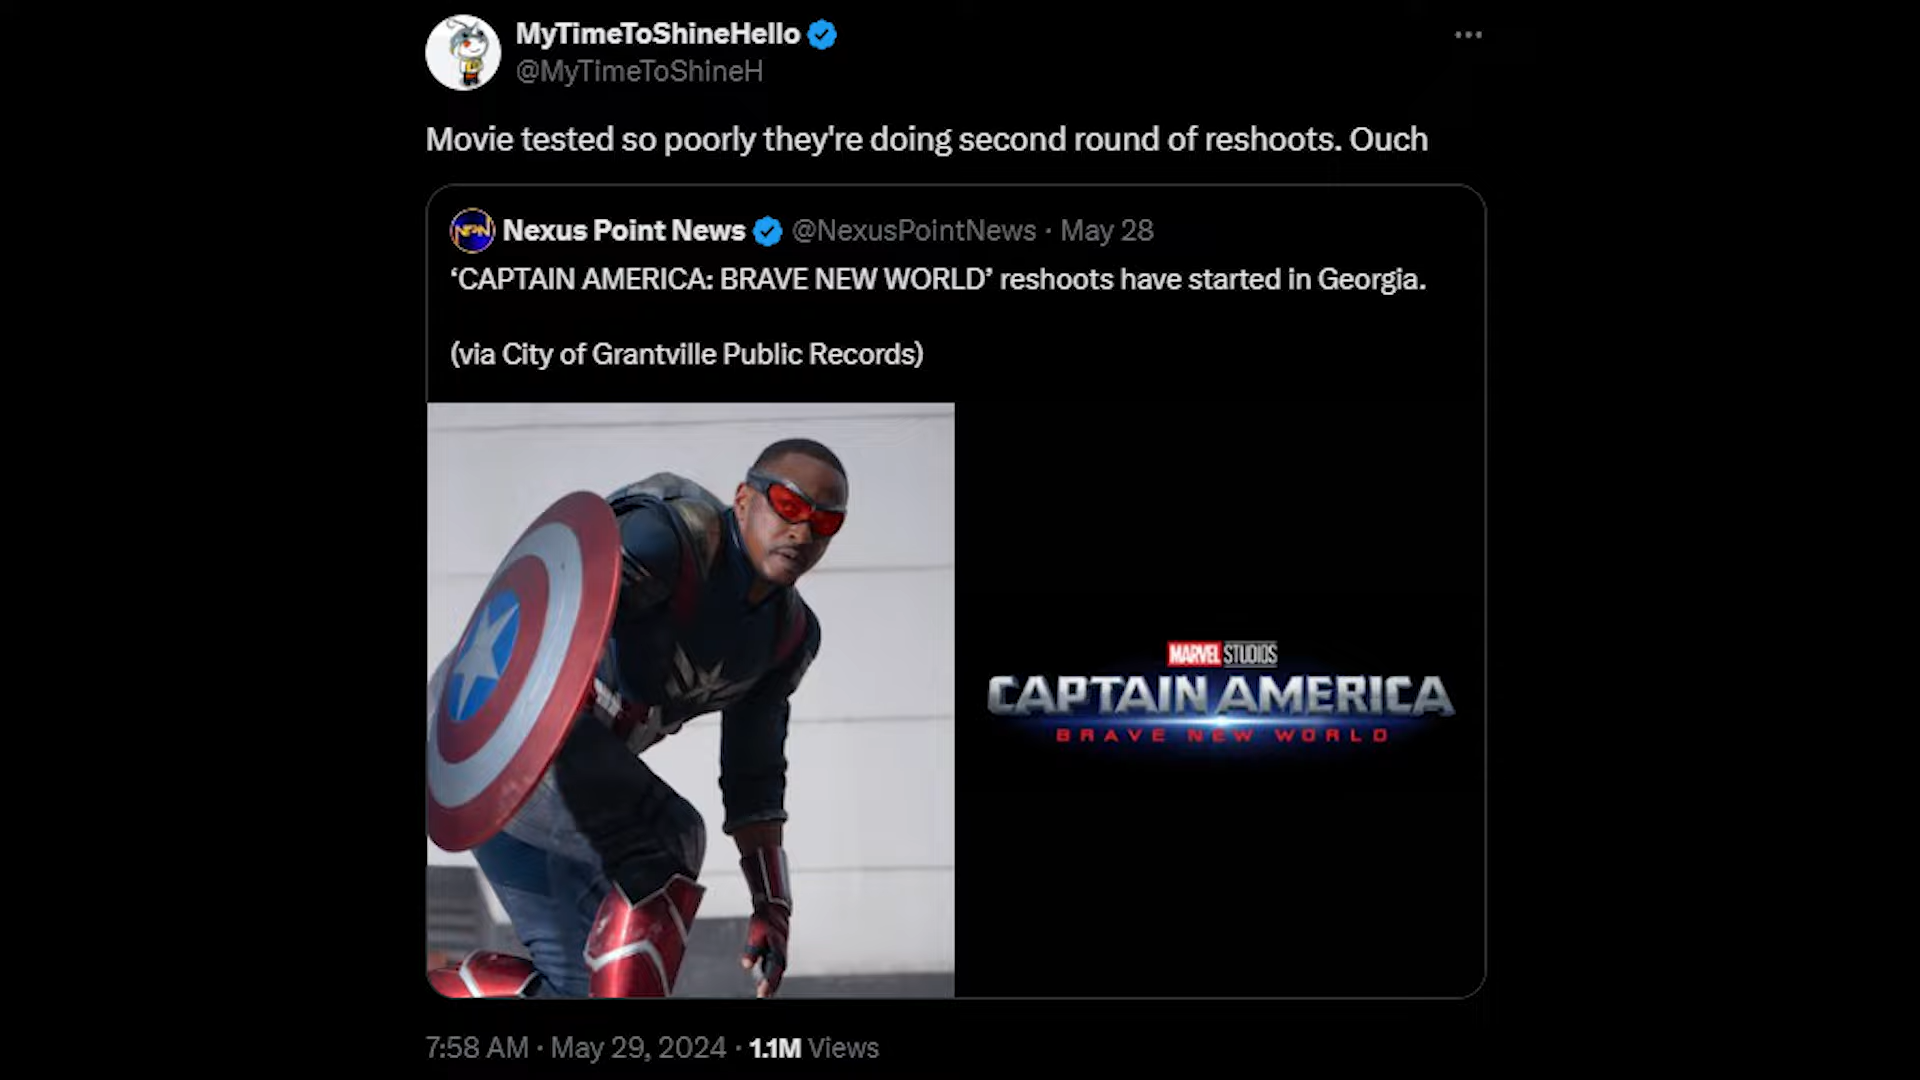 MyTimeToShineHello
@MyTimeToShineH
Movie tested so poorly they're doing second round of reshoots. Ouch
NPN Nexus Point News @NexusPointNews · May 28
‘CAPTAIN AMERICA: BRAVE NEW WORLD’ reshoots have started in Georgia.
(via City of Grantville Public Records)
MARVEL STUDIOS
CAPTAIN AMERICA
BRAVE NEW WORLD
7:58 AM · May 29, 2024 · 1.1M Views